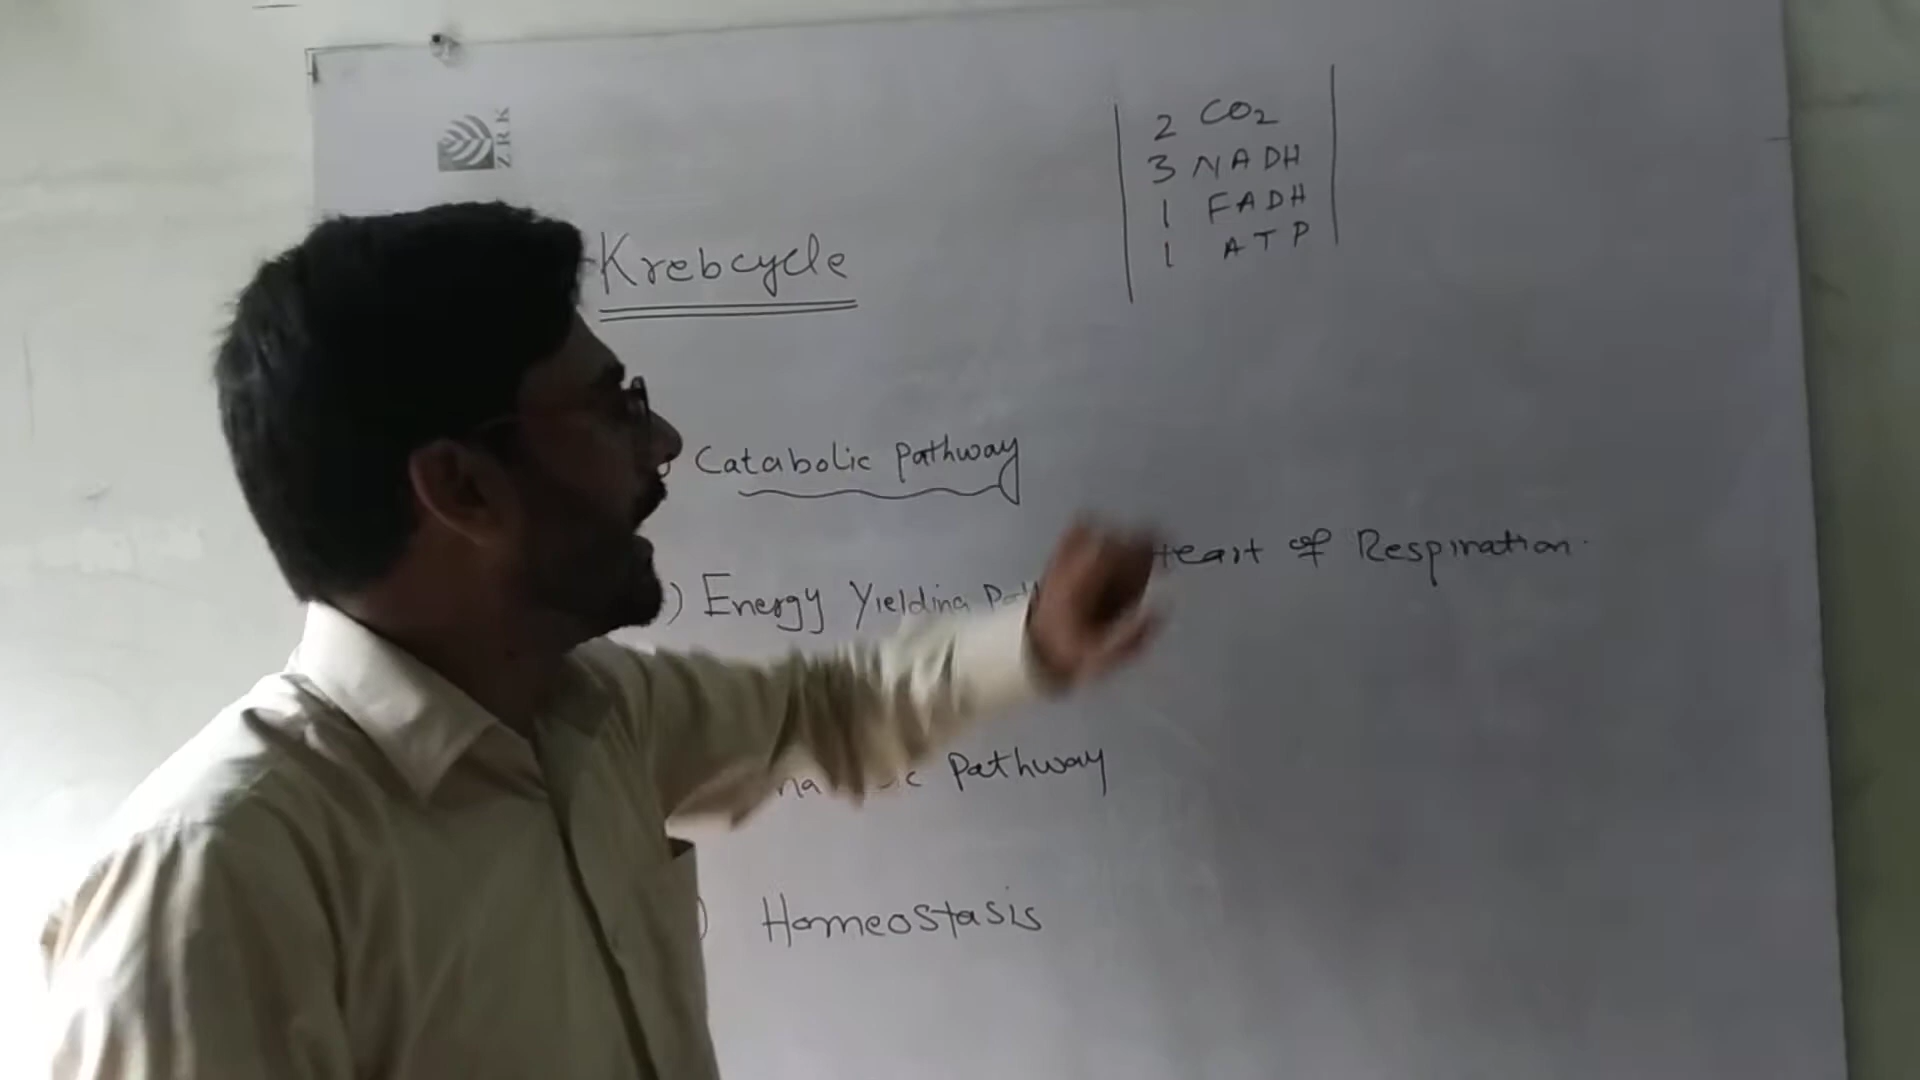 ZRK
2 CO2
3 NADH
1 FADH
1 ATP
Krebcycle
Catabolic pathway
) Energy Yielding
Heart of Respiration.
Pathway
) Homeostasis